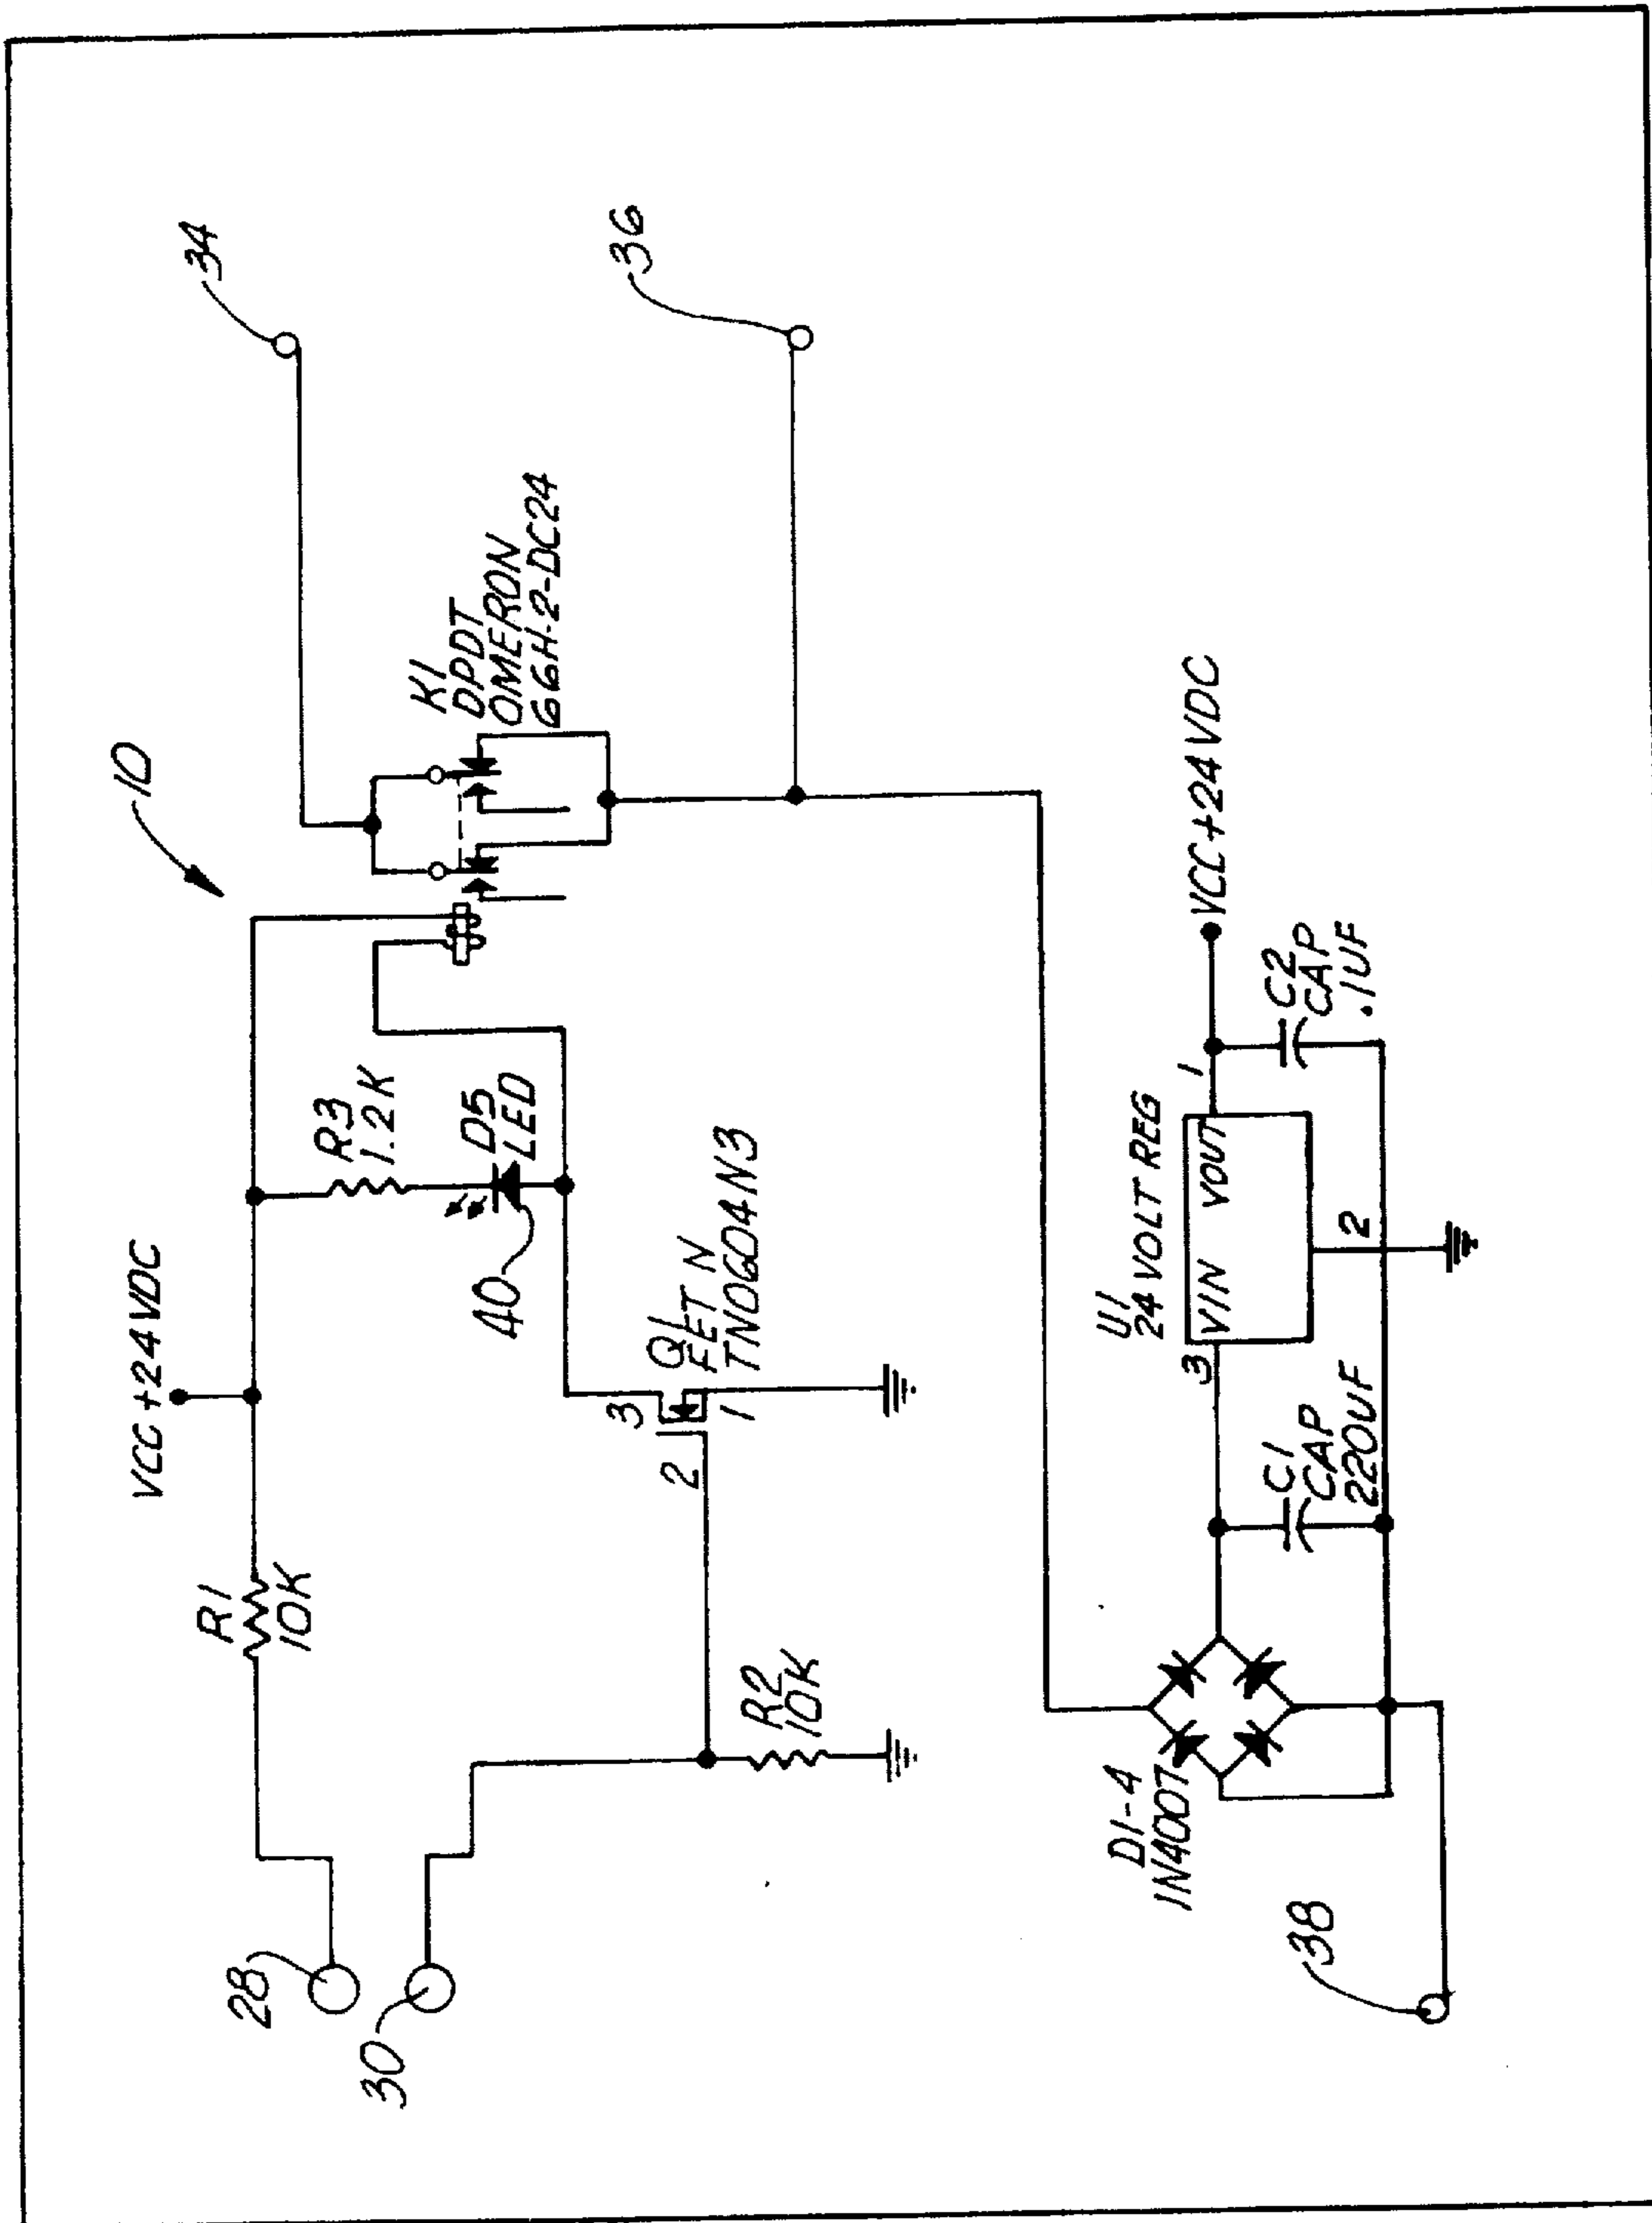 10
34
VCC +24VDC
R1
10K
R3
1.2K
K1
DPDT
OMERON
G6H-2-DC24
28
30
D5
LED
40
36
Q1
FET N
TN0604N3
3
2
1
R2
10K
U1
24 VOLT REG
VCC+24VDC
D1-4
1N4007
3
VIN
VOUT
1
2
C1
CAP
220UF
C2
CAP
.1UF
38